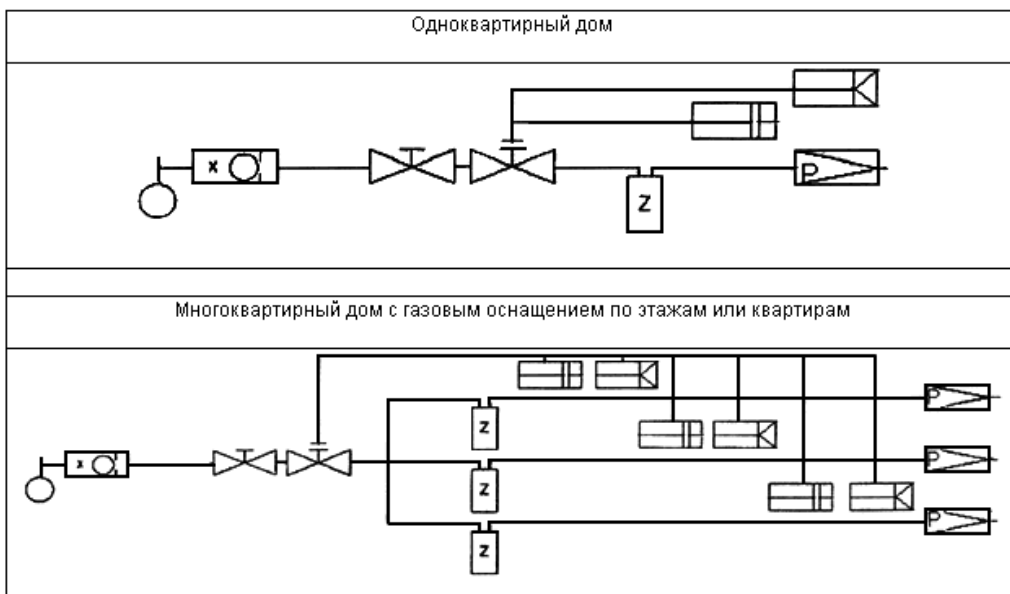 Одноквартирный дом
x
P
Z
Многоквартирный дом с газовым оснащением по этажам или квартирам
P
Z
x
P
Z
P
Z